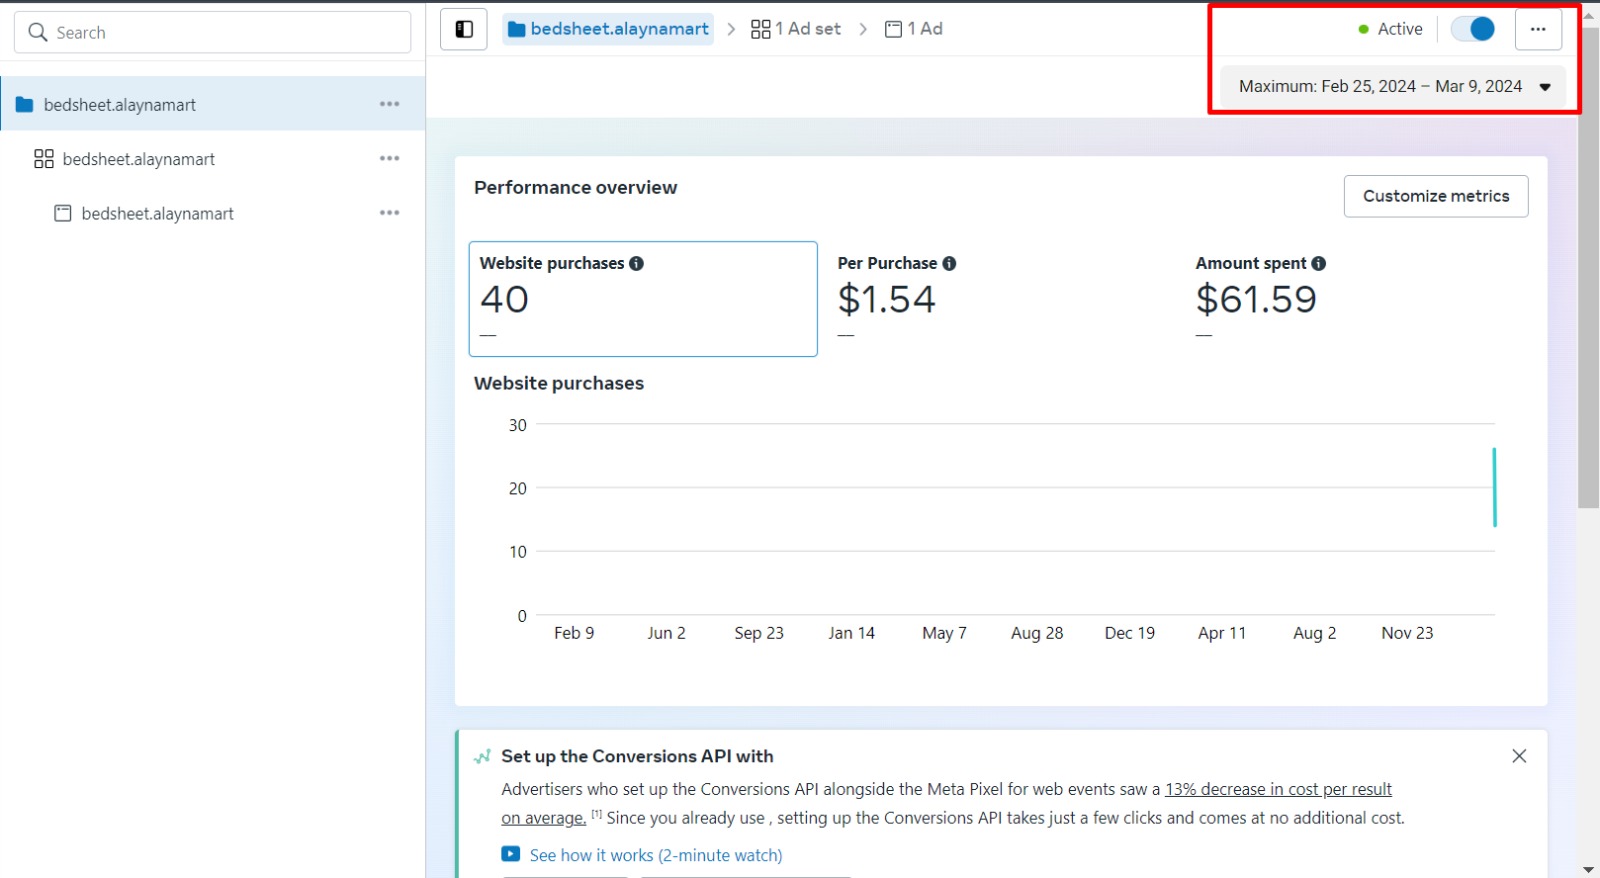 Search
bedsheet.alaynamart
bedsheet.alaynamart
bedsheet.alaynamart
bedsheet.alaynamart > 1 Ad set > 1 Ad
Active
Maximum: Feb 25, 2024 – Mar 9, 2024
Performance overview
Customize metrics
Website purchases
40
—
Per Purchase
$1.54
—
Amount spent
$61.59
—
Website purchases
30
20
10
0
Feb 9 Jun 2 Sep 23 Jan 14 May 7 Aug 28 Dec 19 Apr 11 Aug 2 Nov 23
Set up the Conversions API with
Advertisers who set up the Conversions API alongside the Meta Pixel for web events saw a 13% decrease in cost per result
on average. [1] Since you already use , setting up the Conversions API takes just a few clicks and comes at no additional cost.
See how it works (2-minute watch)